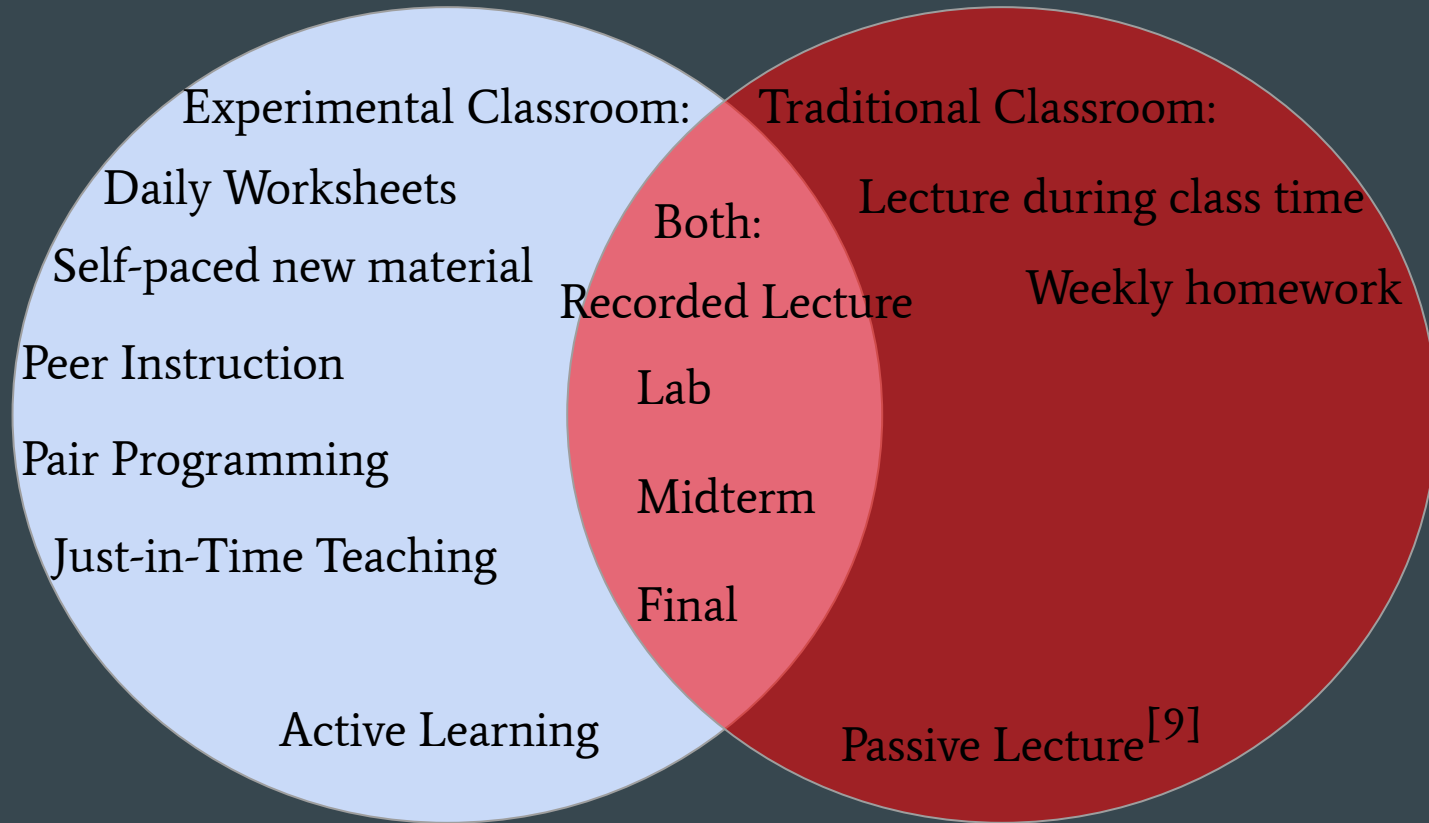 Experimental Classroom:
Daily Worksheets
Self-paced new material
Peer Instruction
Pair Programming
Just-in-Time Teaching
Active Learning
Both:
Recorded Lecture
Lab
Midterm
Final
Traditional Classroom:
Lecture during class time
Weekly homework
Passive Lecture[9]